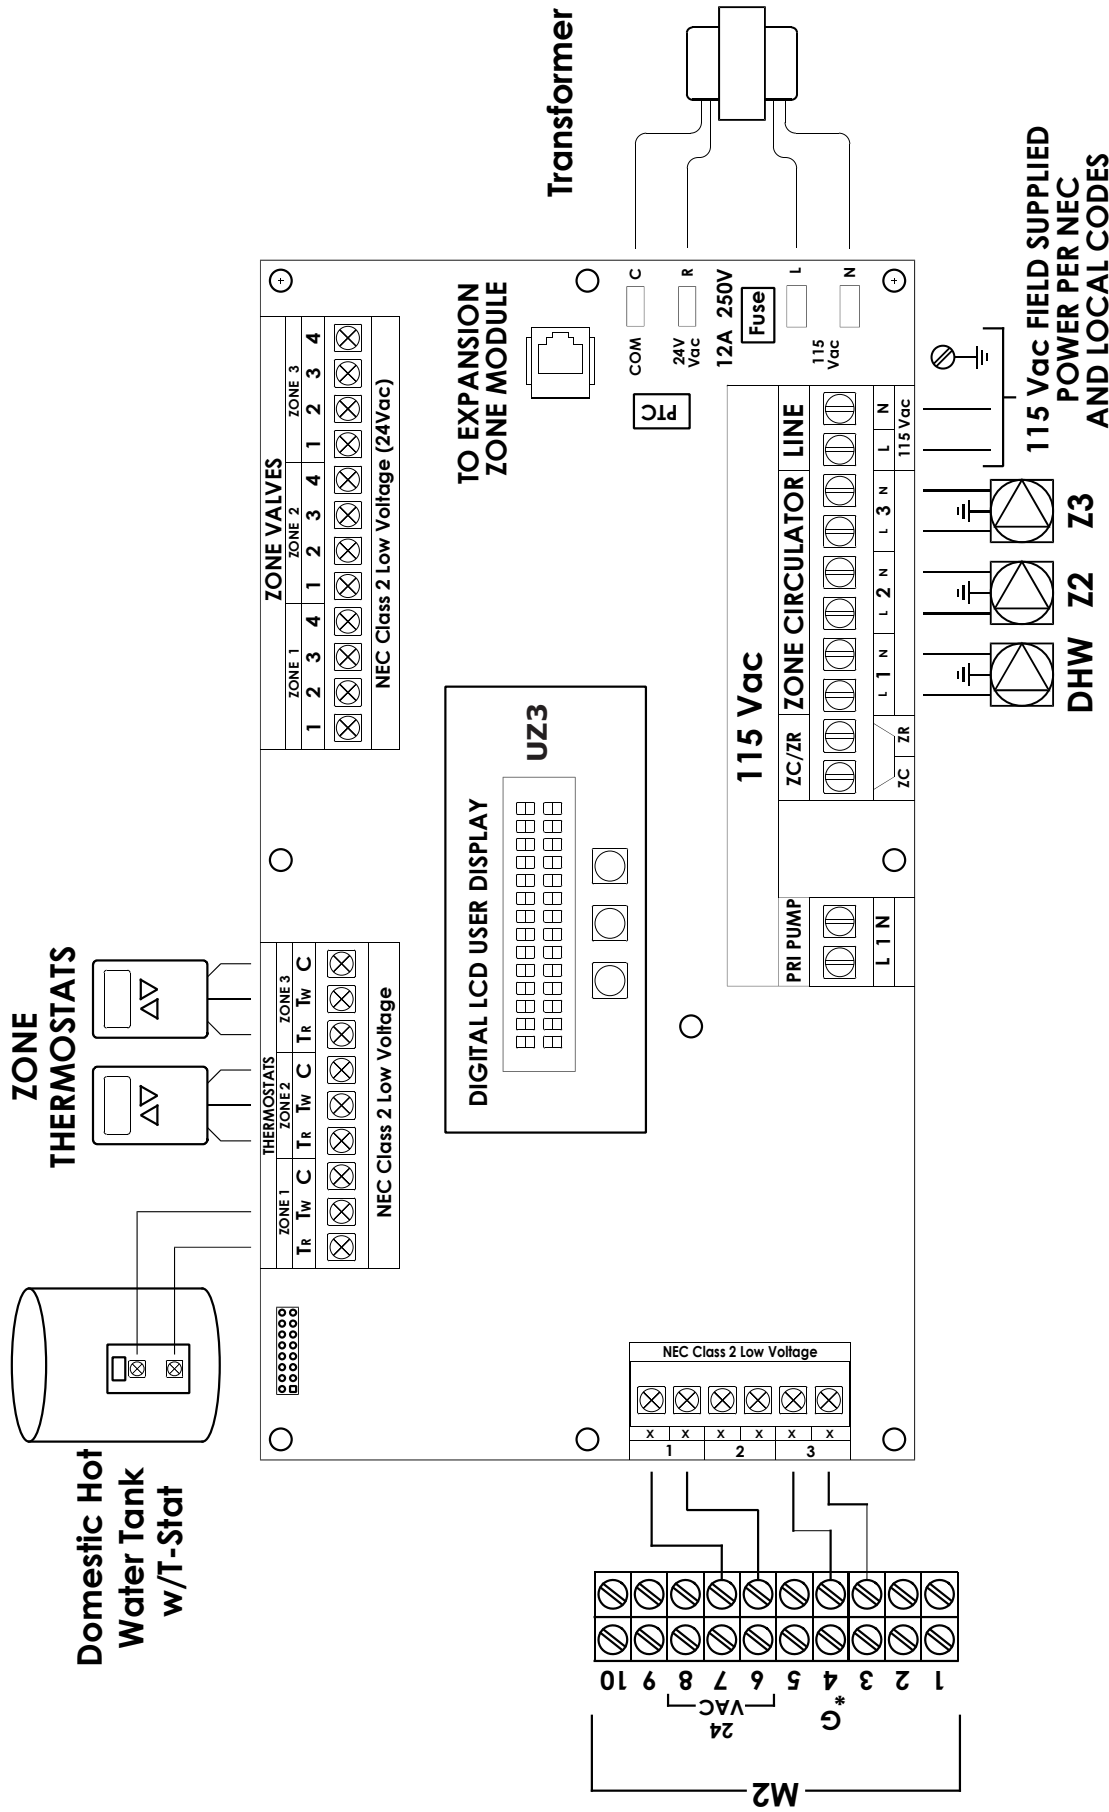 Transformer
115 Vac FIELD SUPPLIED
POWER PER NEC
AND LOCAL CODES
ZONE VALVES
ZONE 1
ZONE 2
ZONE 3
1 2 3 4 1 2 3 4 1 2 3 4
NEC Class 2 Low Voltage (24Vac)
TO EXPANSION
ZONE MODULE
COM C
24V
Vac
R
12A 250V
Fuse
L
115
Vac
N
PTC
115 Vac
ZC/ZR
ZONE CIRCULATOR
LINE
L 1 N
L 2 N
L 3 N
L N
115 Vac
ZC
ZR
PRI PUMP
L 1 N
DHW
Z2
Z3
DIGITAL LCD USER DISPLAY
UZ3
ZONE
THERMOSTATS
THERMOSTATS
ZONE 1
ZONE 2
ZONE 3
TR TW C TR TW C TR TW C
NEC Class 2 Low Voltage
Domestic Hot
Water Tank
w/T-Stat
NEC Class 2 Low Voltage
X X X X X X
1 2 3
10 9 8 7 6 5 4 3 2 1
24
VAC
G*
M2